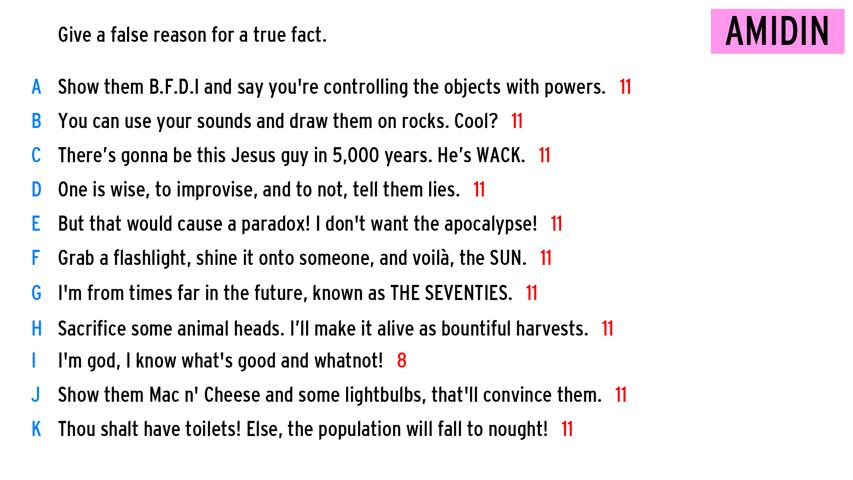 Give a false reason for a true fact.
AMIDIN
A Show them B.F.D.I and say you're controlling the objects with powers. 11
B You can use your sounds and draw them on rocks. Cool? 11
C There’s gonna be this Jesus guy in 5,000 years. He’s WACK. 11
D One is wise, to improvise, and to not, tell them lies. 11
E But that would cause a paradox! I don't want the apocalypse! 11
F Grab a flashlight, shine it onto someone, and voilà, the SUN. 11
G I'm from times far in the future, known as THE SEVENTIES. 11
H Sacrifice some animal heads. I’ll make it alive as bountiful harvests. 11
I I'm god, I know what's good and whatnot! 8
J Show them Mac n' Cheese and some lightbulbs, that'll convince them. 11
K Thou shalt have toilets! Else, the population will fall to nought! 11